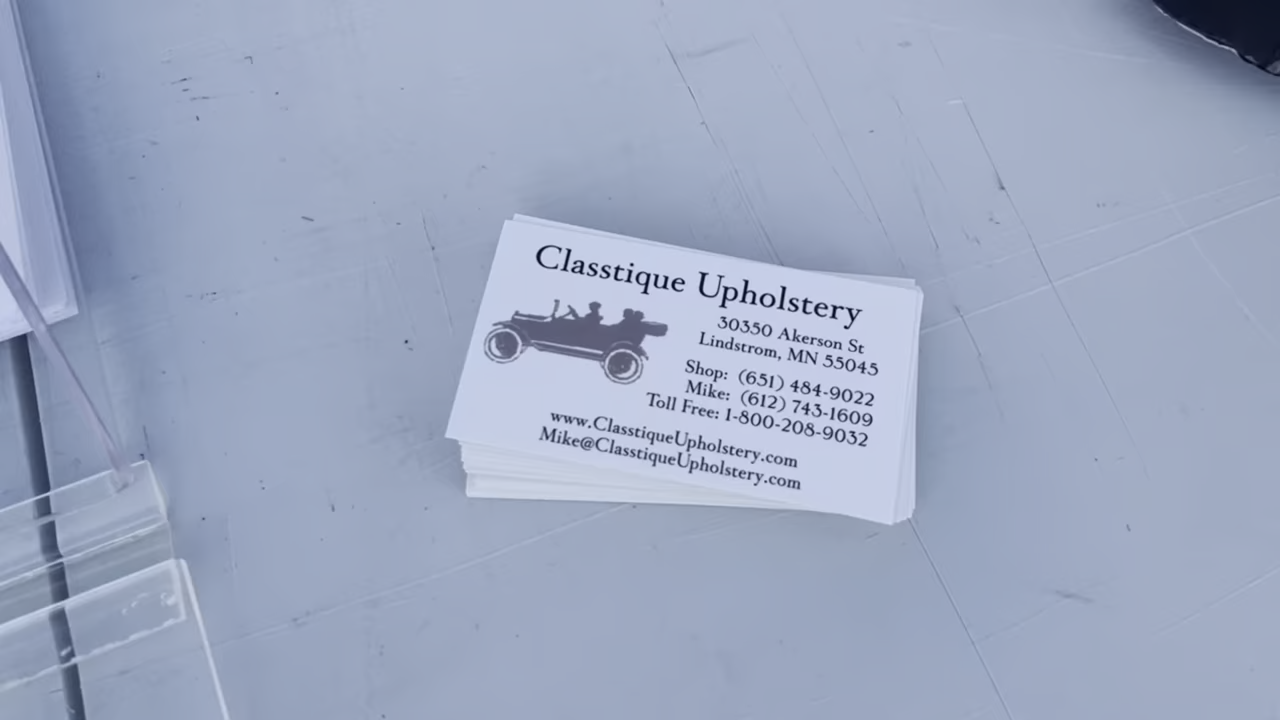 Classtique Upholstery
30350 Akerson St
Lindstrom, MN 55045
Shop: (651) 484-9022
Mike: (612) 743-1609
Toll Free: 1-800-208-9032
www.ClasstiqueUpholstery.com
Mike@ClasstiqueUpholstery.com